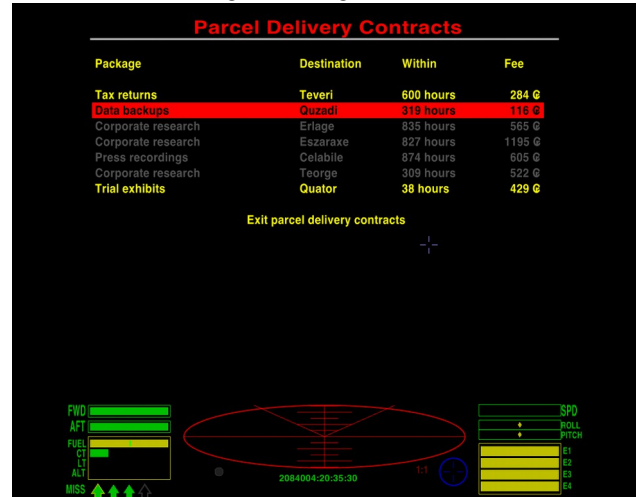 Parcel Delivery Contracts
Package Destination Within Fee
Tax returns Teveri 600 hours 284 ₢
Data backups Quzadi 319 hours 116 ₢
Corporate research Erlage 835 hours 565 ₢
Corporate research Eszaraxe 827 hours 1195 ₢
Press recordings Celabile 874 hours 605 ₢
Corporate research Teorge 309 hours 522 ₢
Trial exhibits Quator 38 hours 429 ₢
Exit parcel delivery contracts
FWD SPD
AFT ROLL
PITCH
FUEL E1
CT E2
LT E3
ALT 1:1 E4
2084004:20:35:30
MISS